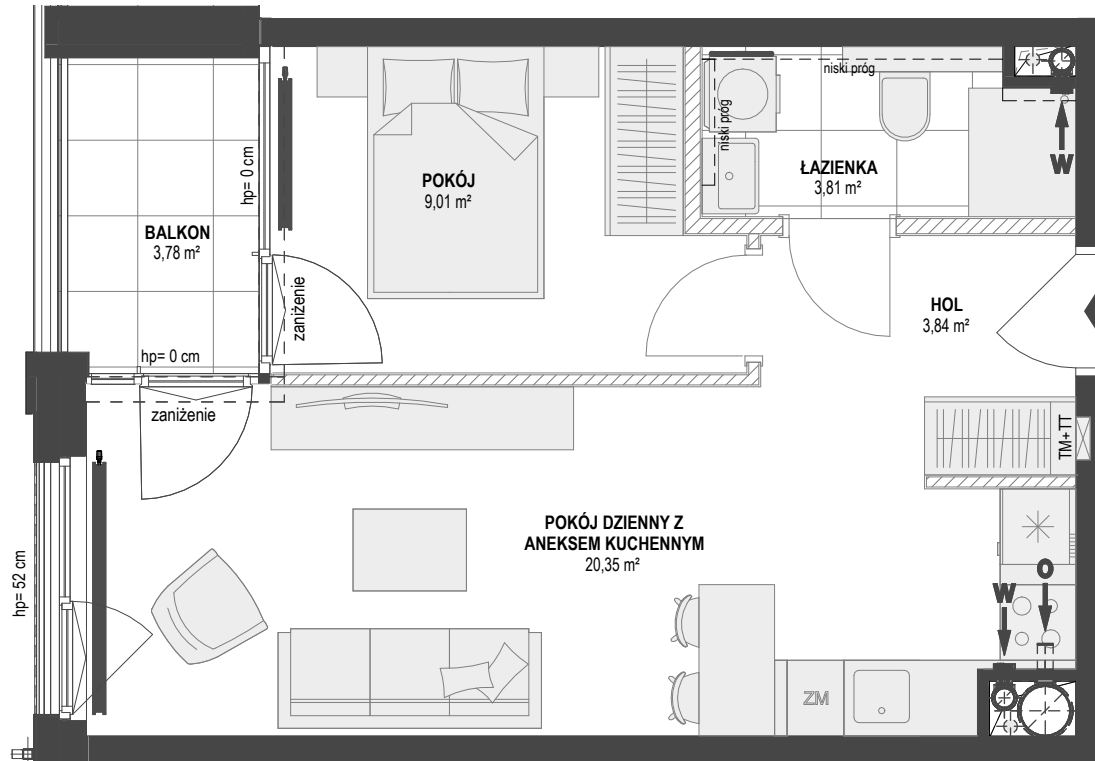 niski próg
niski próg
W
POKÓJ
9,01 m²
ŁAZIENKA
3,81 m²
hp= 0 cm
BALKON
3,78 m²
zaniżenie
HOL
3,84 m²
hp= 0 cm
zaniżenie
TM+TT
POKÓJ DZIENNY Z
ANEKSEM KUCHENNYM
20,35 m²
hp= 52 cm
W
O
ZM